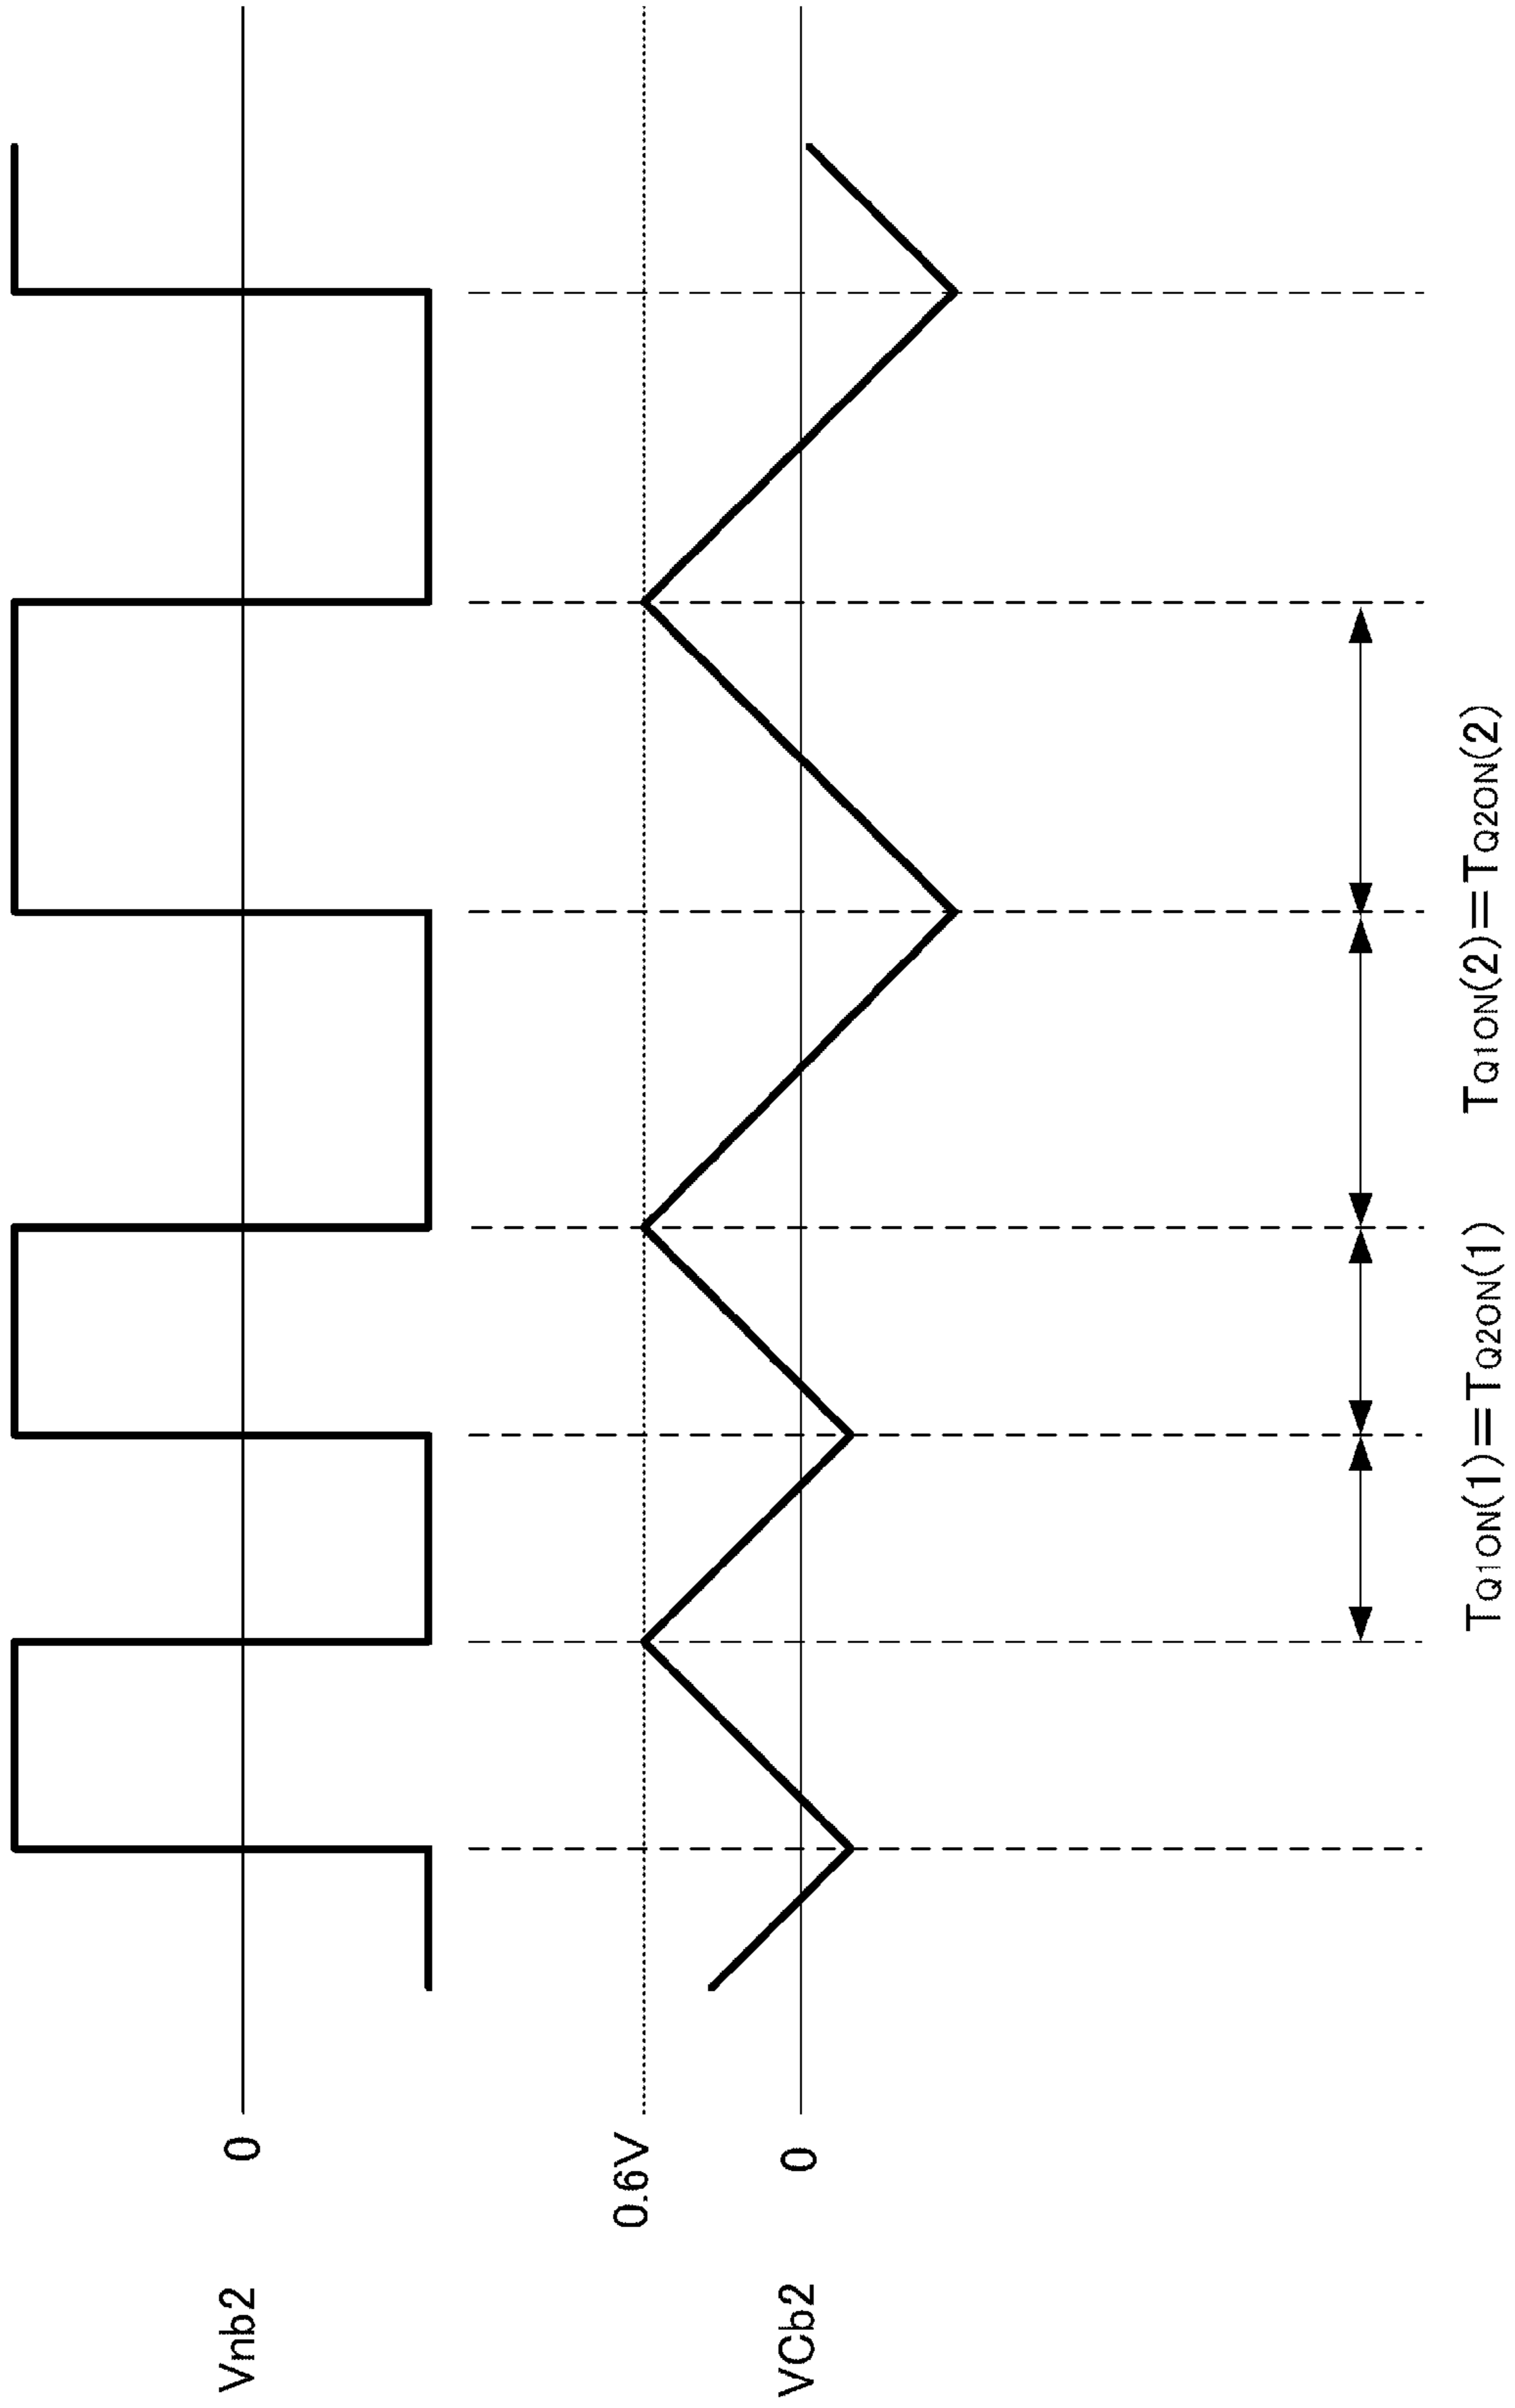 Vnb2
0
0.6V
VCb2
0
TQ1ON(1)=TQ2ON(1)
TQ1ON(2)=TQ2ON(2)